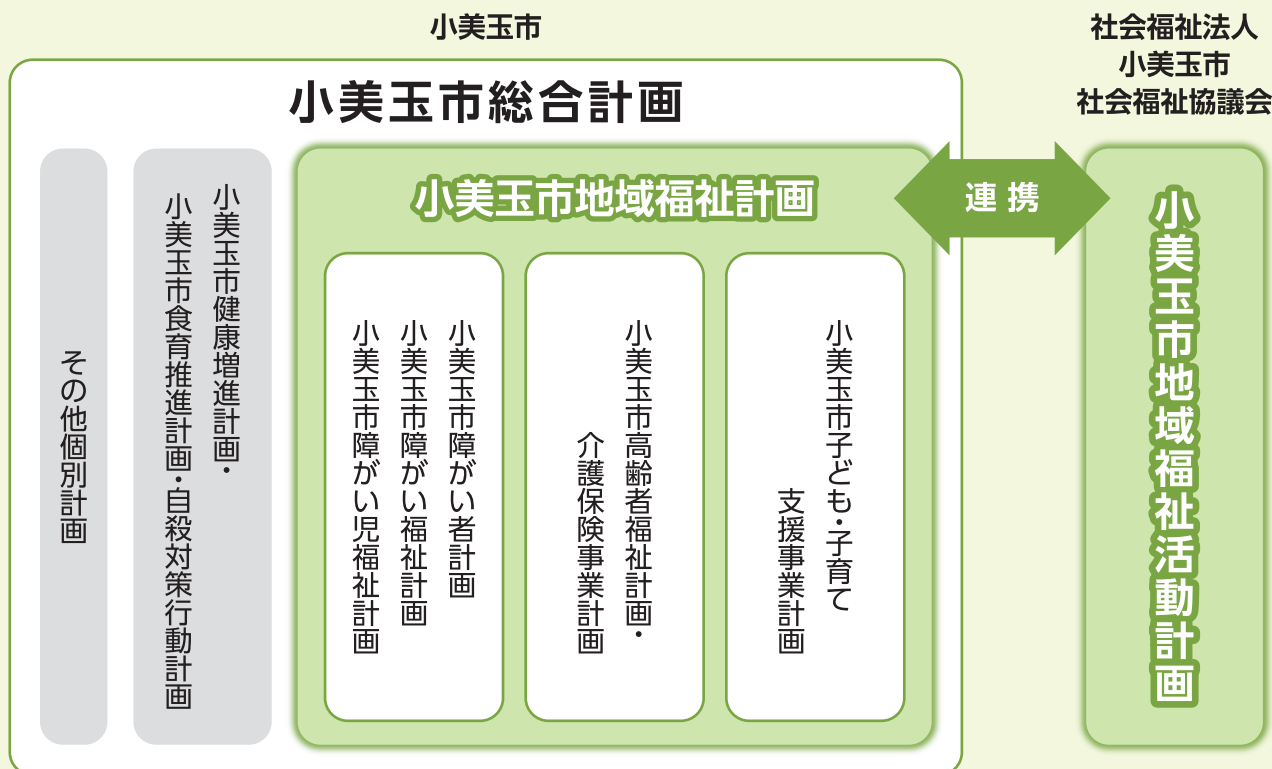 小美玉市
社会福祉法人
小美玉市
社会福祉協議会
小美玉市総合計画
小美玉市地域福祉計画
連携
小美玉市地域福祉活動計画
小美玉市子ども・子育て
支援事業計画
小美玉市高齢者福祉計画・
介護保険事業計画
小美玉市障がい者計画
小美玉市障がい福祉計画
小美玉市障がい児福祉計画
小美玉市健康増進計画・
小美玉市食育推進計画・自殺対策行動計画
その他個別計画